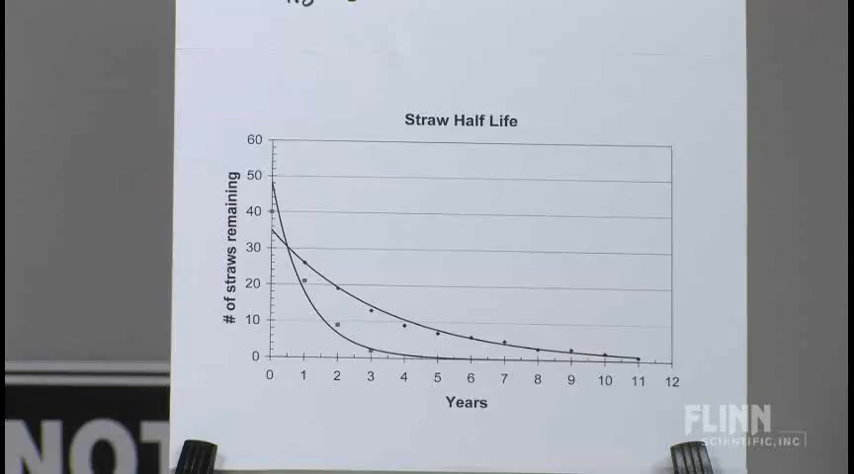 Straw Half Life
60
50
40
30
20
10
0
# of straws remaining
0 1 2 3 4 5 6 7 8 9 10 11 12
Years
NOT
FLINN
SCIENTIFIC, INC